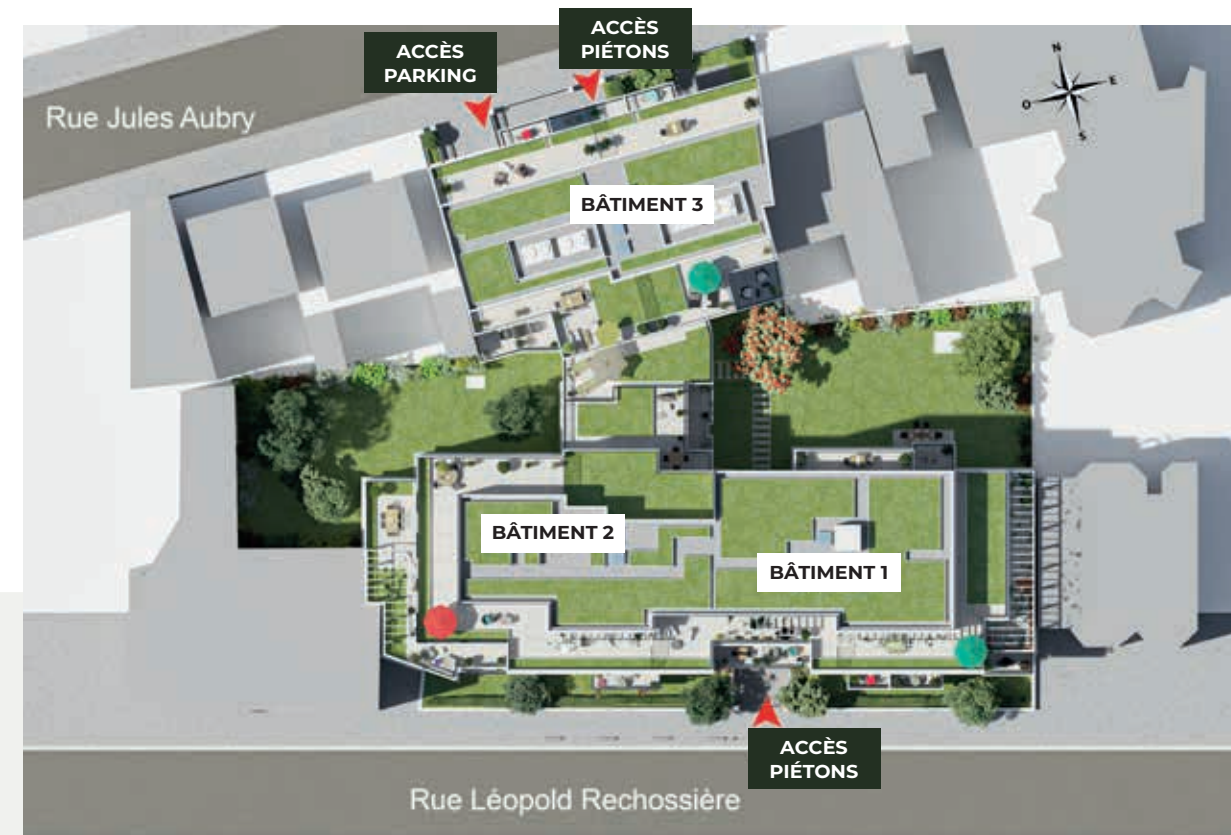 ACCÈS
PIÉTONS
ACCÈS
PARKING
N
E
O
S
Rue Jules Aubry
BÂTIMENT 3
BÂTIMENT 2
BÂTIMENT 1
ACCÈS
PIÉTONS
Rue Léopold Rechossière